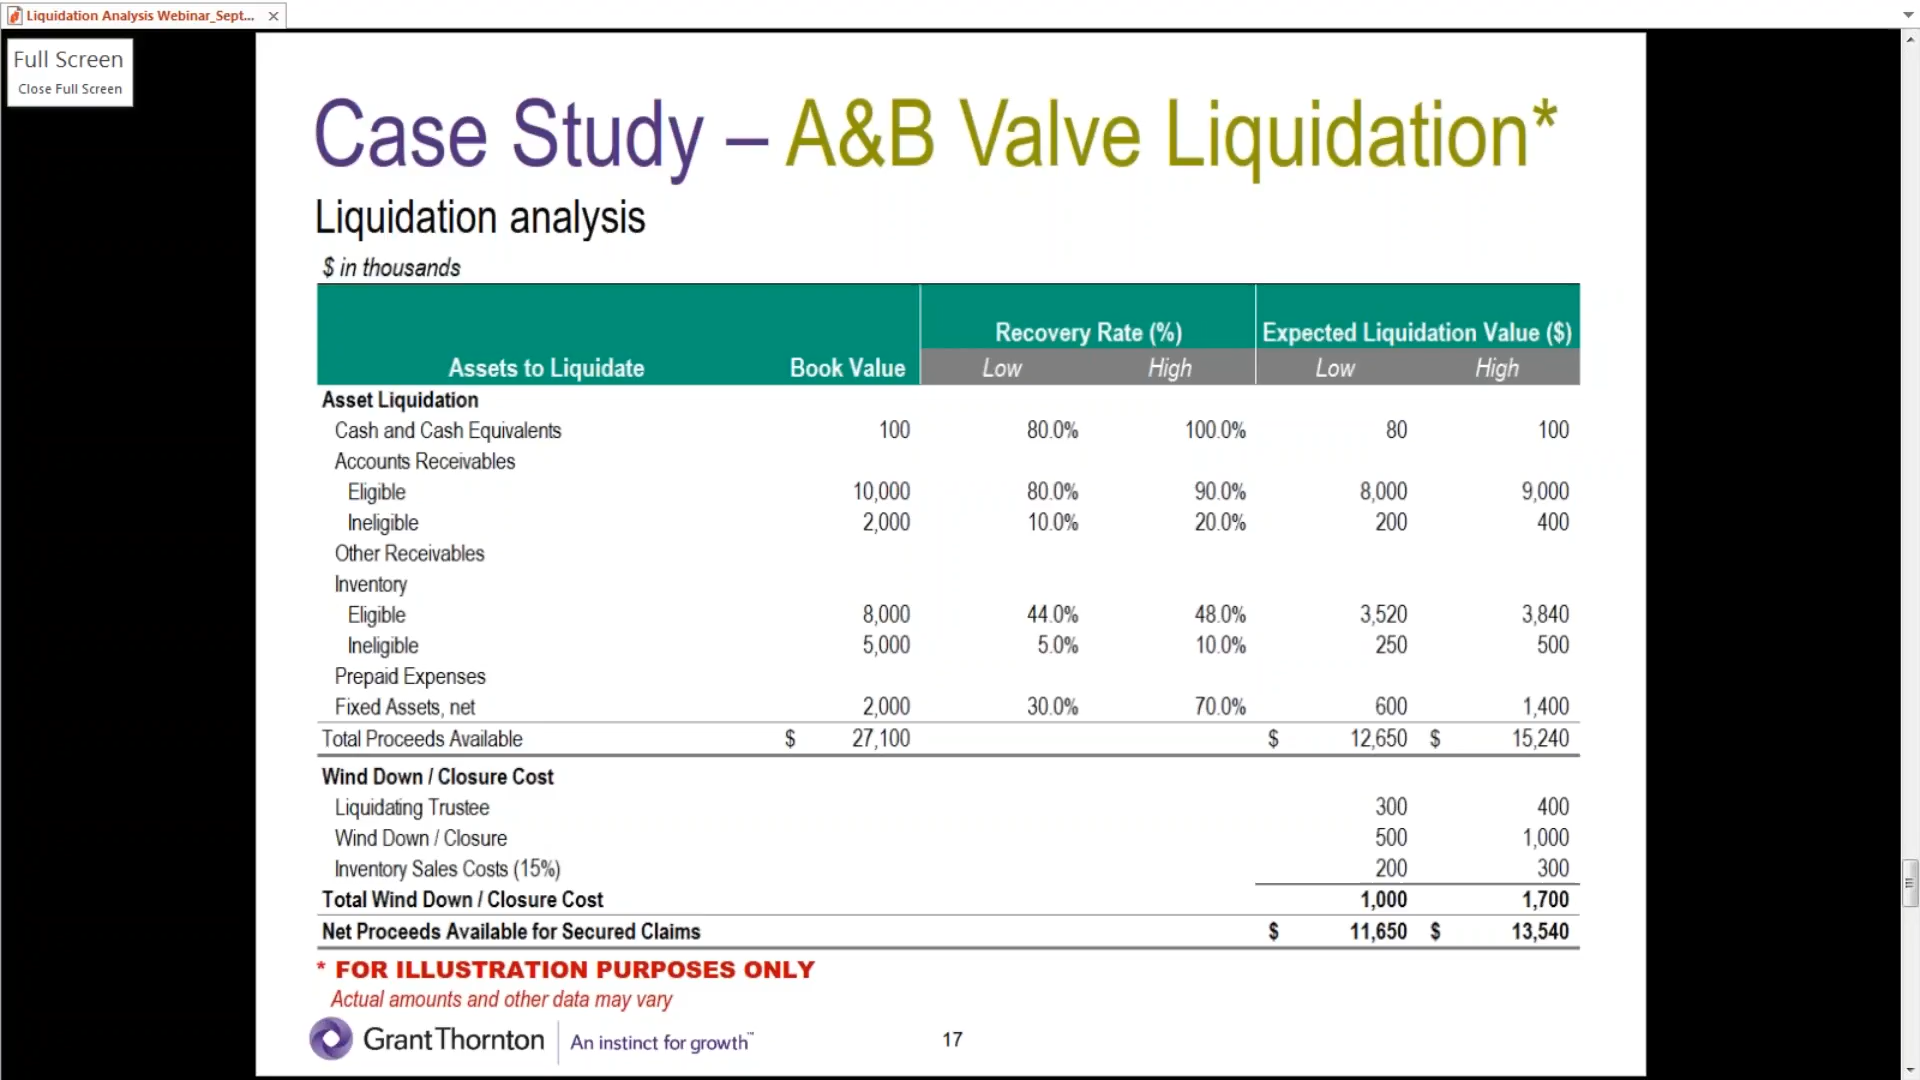 Liquidation Analysis Webinar_Sept...
Full Screen
Close Full Screen
Case Study – A&B Valve Liquidation*
Liquidation analysis
$ in thousands
Recovery Rate (%) Expected Liquidation Value ($)
Assets to Liquidate Book Value Low High Low High
Asset Liquidation
Cash and Cash Equivalents 100 80.0% 100.0% 80 100
Accounts Receivables
Eligible 10,000 80.0% 90.0% 8,000 9,000
Ineligible 2,000 10.0% 20.0% 200 400
Other Receivables
Inventory
Eligible 8,000 44.0% 48.0% 3,520 3,840
Ineligible 5,000 5.0% 10.0% 250 500
Prepaid Expenses
Fixed Assets, net 2,000 30.0% 70.0% 600 1,400
Total Proceeds Available $ 27,100 $ 12,650 $ 15,240
Wind Down / Closure Cost
Liquidating Trustee 300 400
Wind Down / Closure 500 1,000
Inventory Sales Costs (15%) 200 300
Total Wind Down / Closure Cost 1,000 1,700
Net Proceeds Available for Secured Claims $ 11,650 $ 13,540
* FOR ILLUSTRATION PURPOSES ONLY
Actual amounts and other data may vary
GrantThornton An instinct for growth™ 17